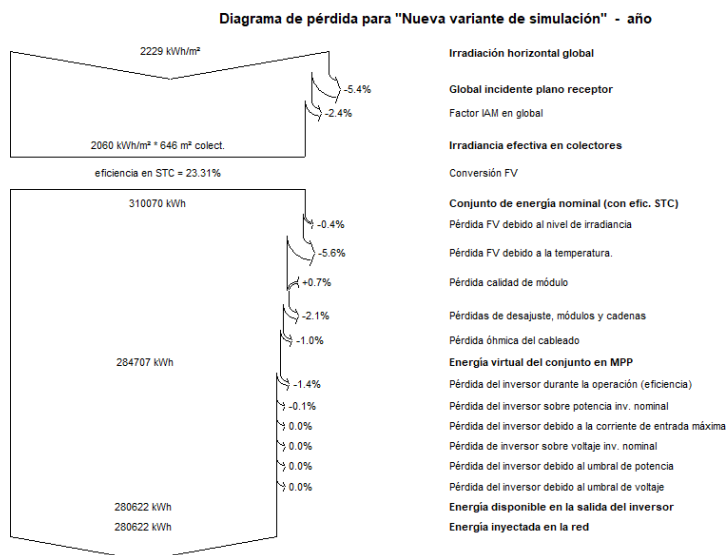 Diagrama de pérdida para "Nueva variante de simulación" - año
2229 kWh/m² Irradiación horizontal global
-5.4% Global incidente plano receptor
-2.4% Factor IAM en global
2060 kWh/m² * 646 m² colect. Irradiancia efectiva en colectores
eficiencia en STC = 23.31% Conversión FV
310070 kWh Conjunto de energía nominal (con efic. STC)
-0.4% Pérdida FV debido al nivel de irradiancia
-5.6% Pérdida FV debido a la temperatura.
+0.7% Pérdida calidad de módulo
-2.1% Pérdidas de desajuste, módulos y cadenas
-1.0% Pérdida óhmica del cableado
284707 kWh Energía virtual del conjunto en MPP
-1.4% Pérdida del inversor durante la operación (eficiencia)
-0.1% Pérdida del inversor sobre potencia inv. nominal
0.0% Pérdida del inversor debido a la corriente de entrada máxima
0.0% Pérdida de inversor sobre voltaje inv. nominal
0.0% Pérdida del inversor debido al umbral de potencia
0.0% Pérdida del inversor debido al umbral de voltaje
280622 kWh Energía disponible en la salida del inversor
280622 kWh Energía inyectada en la red